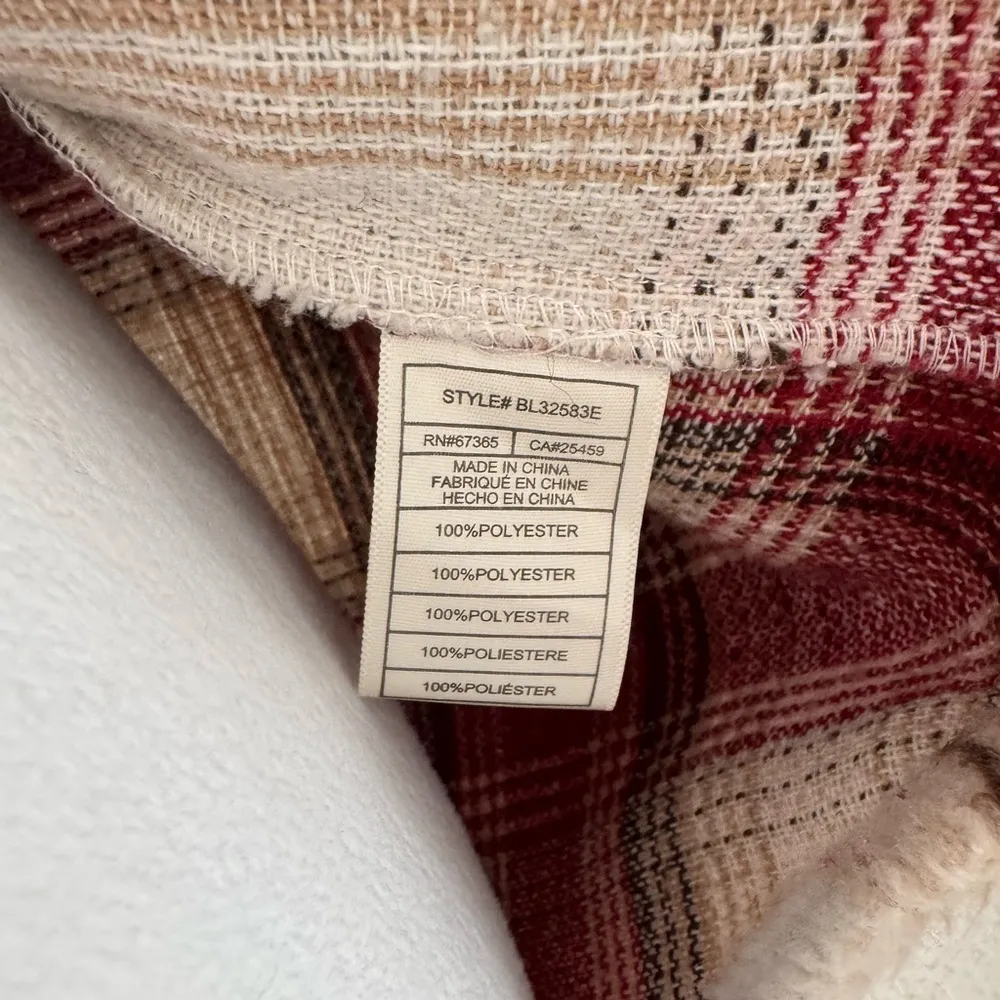 STYLE# BL32583E
RN#67365 CA#25459
MADE IN CHINA
FABRIQUÉ EN CHINE
HECHO EN CHINA
100%POLYESTER
100%POLYESTER
100%POLYESTER
100%POLIESTERE
100%POLIÉSTER